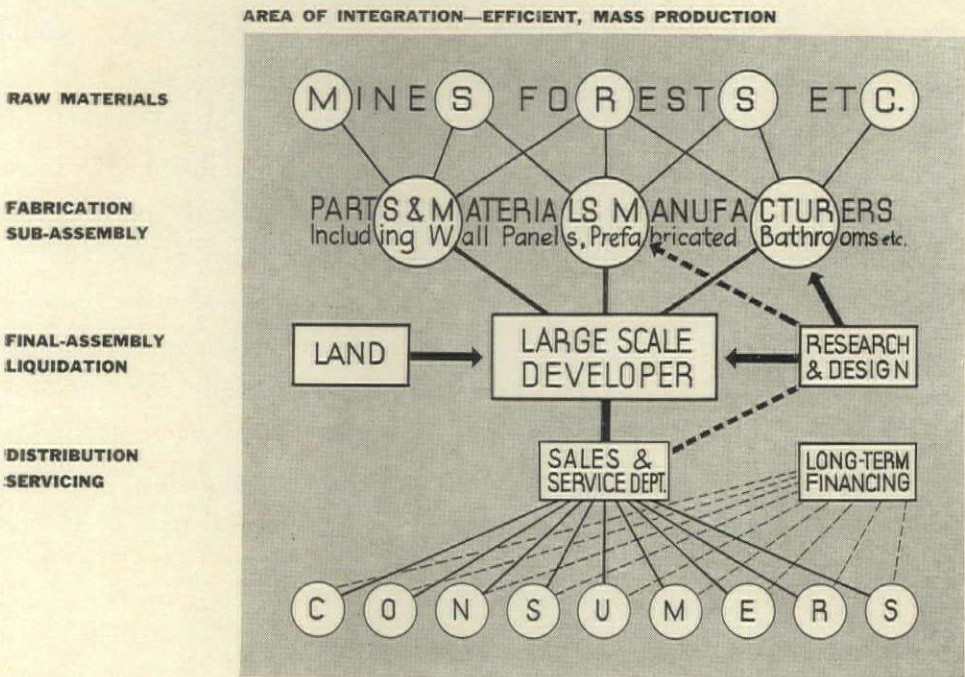 AREA OF INTEGRATION—EFFICIENT, MASS PRODUCTION
RAW MATERIALS
MINES FORESTS ETC.
FABRICATION
SUB-ASSEMBLY
PARTS & MATERIALS MANUFACTURERS
Including Wall Panels, Prefabricated Bathrooms etc.
FINAL-ASSEMBLY
LIQUIDATION
LAND
LARGE SCALE
DEVELOPER
RESEARCH
& DESIGN
DISTRIBUTION
SERVICING
SALES &
SERVICE DEPT.
LONG-TERM
FINANCING
CONSUMERS